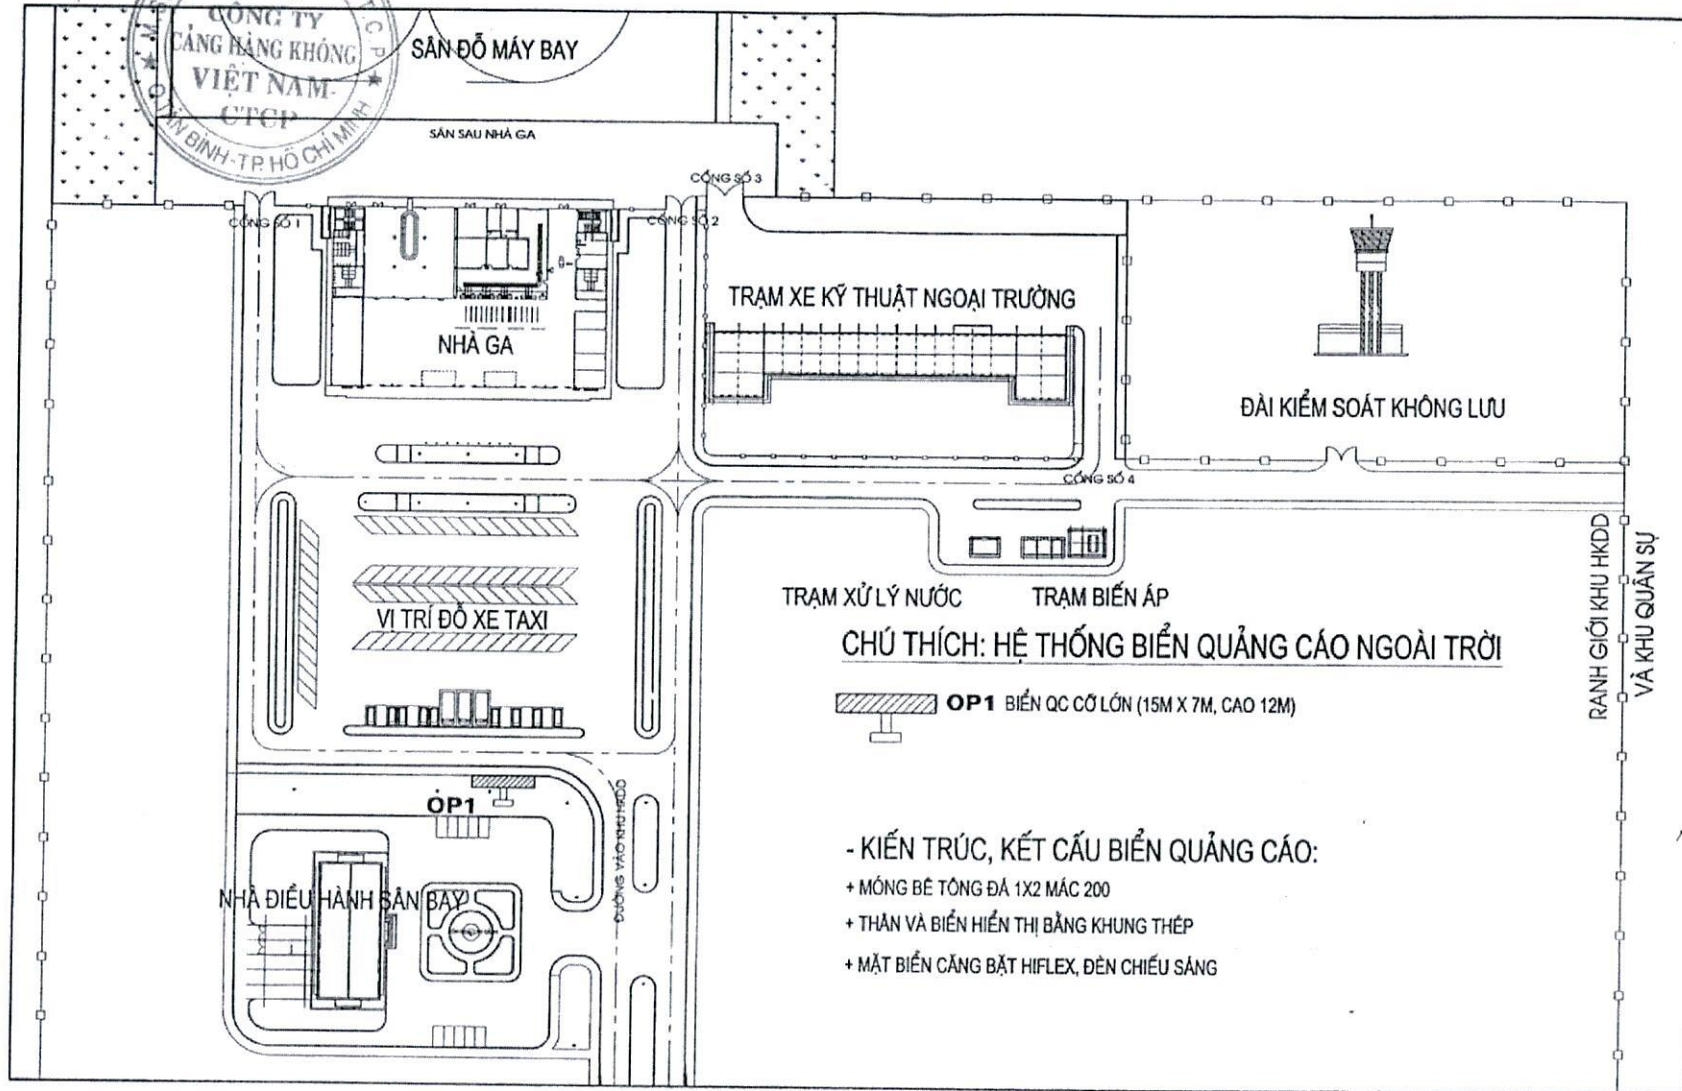 CÔNG TY
CẢNG HÀNG KHÔNG
VIỆT NAM-
CTCP
Q.TÂN BÌNH-TP. HỒ CHÍ MINH
SÂN ĐỖ MÁY BAY
SÂN SAU NHÀ GA
CỔNG SỐ 3
CỔNG SỐ 1
CỔNG SỐ 2
TRẠM XE KỸ THUẬT NGOẠI TRƯỜNG
NHÀ GA
ĐÀI KIỂM SOÁT KHÔNG LƯU
CỔNG SỐ 4
RANH GIỚI KHU HKDD
VÀ KHU QUÂN SỰ
TRẠM XỬ LÝ NƯỚC
TRẠM BIẾN ÁP
VỊ TRÍ ĐỖ XE TAXI
CHÚ THÍCH: HỆ THỐNG BIỂN QUẢNG CÁO NGOÀI TRỜI
OP1 BIỂN QC CỠ LỚN (15M X 7M, CAO 12M)
OP1
ĐƯỜNG VÀO KHU HKDD
NHÀ ĐIỀU HÀNH SÂN BAY
- KIẾN TRÚC, KẾT CẤU BIỂN QUẢNG CÁO:
+ MÓNG BÊ TÔNG ĐÁ 1X2 MÁC 200
+ THÂN VÀ BIỂN HIỂN THỊ BẰNG KHUNG THÉP
+ MẶT BIỂN CĂNG BẠT HIFLEX, ĐÈN CHIẾU SÁNG